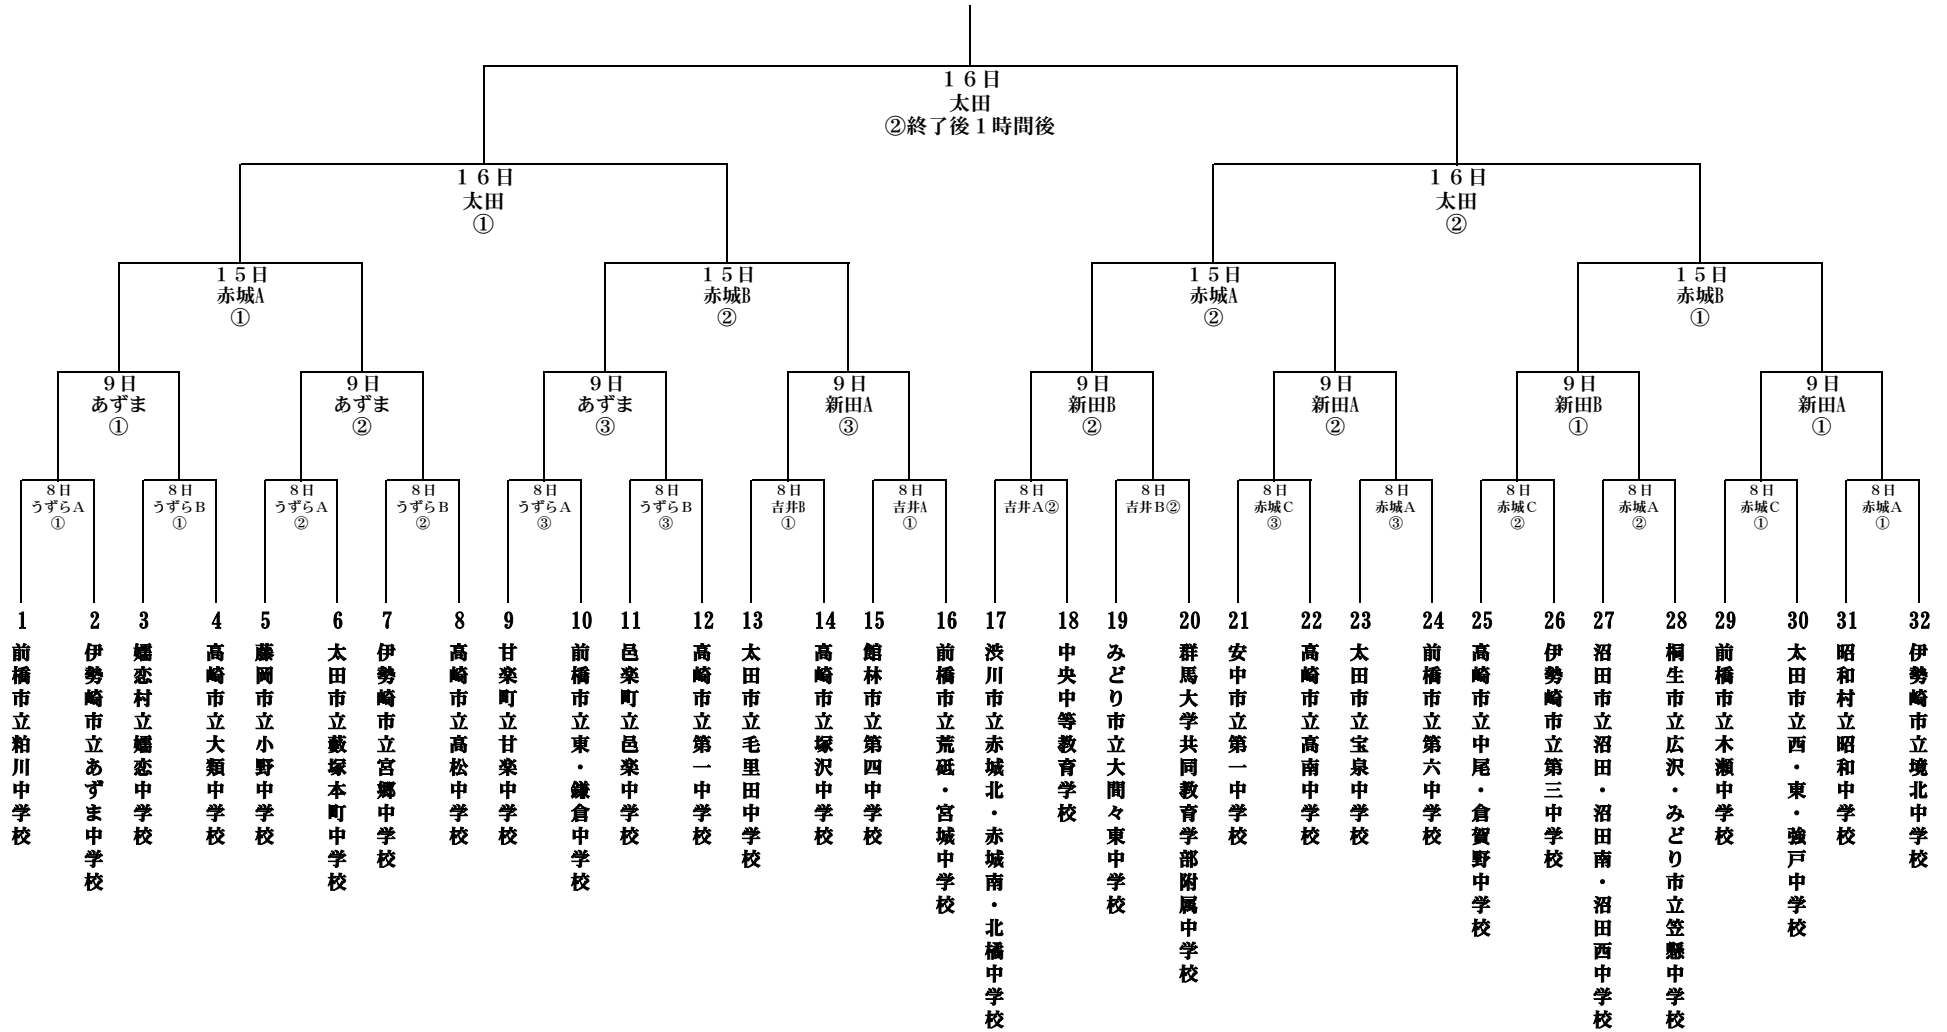 １６日
太田
②終了後１時間後
１６日
太田
①
１６日
太田
②
１５日
赤城A
①
１５日
赤城B
②
１５日
赤城A
②
１５日
赤城B
①
９日
あずま
①
９日
あずま
②
９日
あずま
③
９日
新田A
③
９日
新田B
②
９日
新田A
②
９日
新田B
①
９日
新田A
①
８日
うずらＡ
①
８日
うずらＢ
①
８日
うずらＡ
②
８日
うずらＢ
②
８日
うずらＡ
③
８日
うずらＢ
③
８日
吉井B
①
８日
吉井A
①
８日
吉井Ａ②
８日
吉井Ｂ②
８日
赤城Ｃ
③
８日
赤城Ａ
③
８日
赤城Ｃ
②
８日
赤城Ａ
②
８日
赤城Ｃ
①
８日
赤城Ａ
①
1
前橋市立粕川中学校
2
伊勢崎市立あずま中学校
3
嬬恋村立嬬恋中学校
4
高崎市立大類中学校
5
藤岡市立小野中学校
6
太田市立藪塚本町中学校
7
伊勢崎市立宮郷中学校
8
高崎市立高松中学校
9
甘楽町立甘楽中学校
10
前橋市立東・鎌倉中学校
11
邑楽町立邑楽中学校
12
高崎市立第一中学校
13
太田市立毛里田中学校
14
高崎市立塚沢中学校
15
館林市立第四中学校
16
前橋市立荒砥・宮城中学校
17
渋川市立赤城北・赤城南・北橘中学校
18
中央中等教育学校
19
みどり市立大間々東中学校
20
群馬大学共同教育学部附属中学校
21
安中市立第一中学校
22
高崎市立高南中学校
23
太田市立宝泉中学校
24
前橋市立第六中学校
25
高崎市立中尾・倉賀野中学校
26
伊勢崎市立第三中学校
27
沼田市立沼田・沼田南・沼田西中学校
28
桐生市立広沢・みどり市立笠懸中学校
29
前橋市立木瀬中学校
30
太田市立西・東・強戸中学校
31
昭和村立昭和中学校
32
伊勢崎市立境北中学校